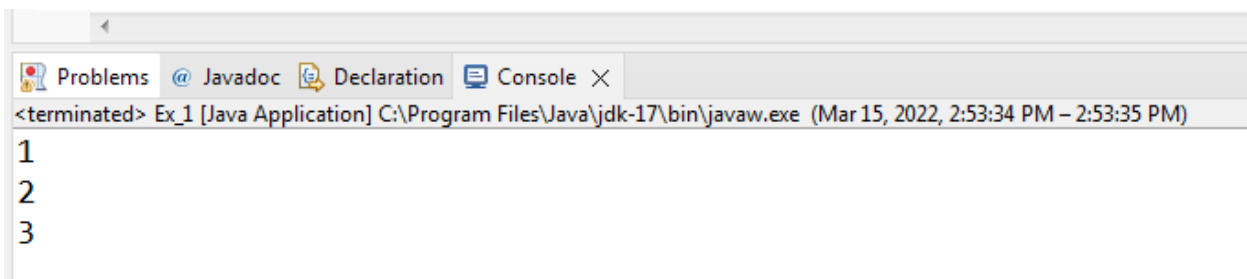 Problems @ Javadoc Declaration Console
<terminated> Ex_1 [Java Application] C:\Program Files\Java\jdk-17\bin\javaw.exe (Mar 15, 2022, 2:53:34 PM – 2:53:35 PM)
1
2
3